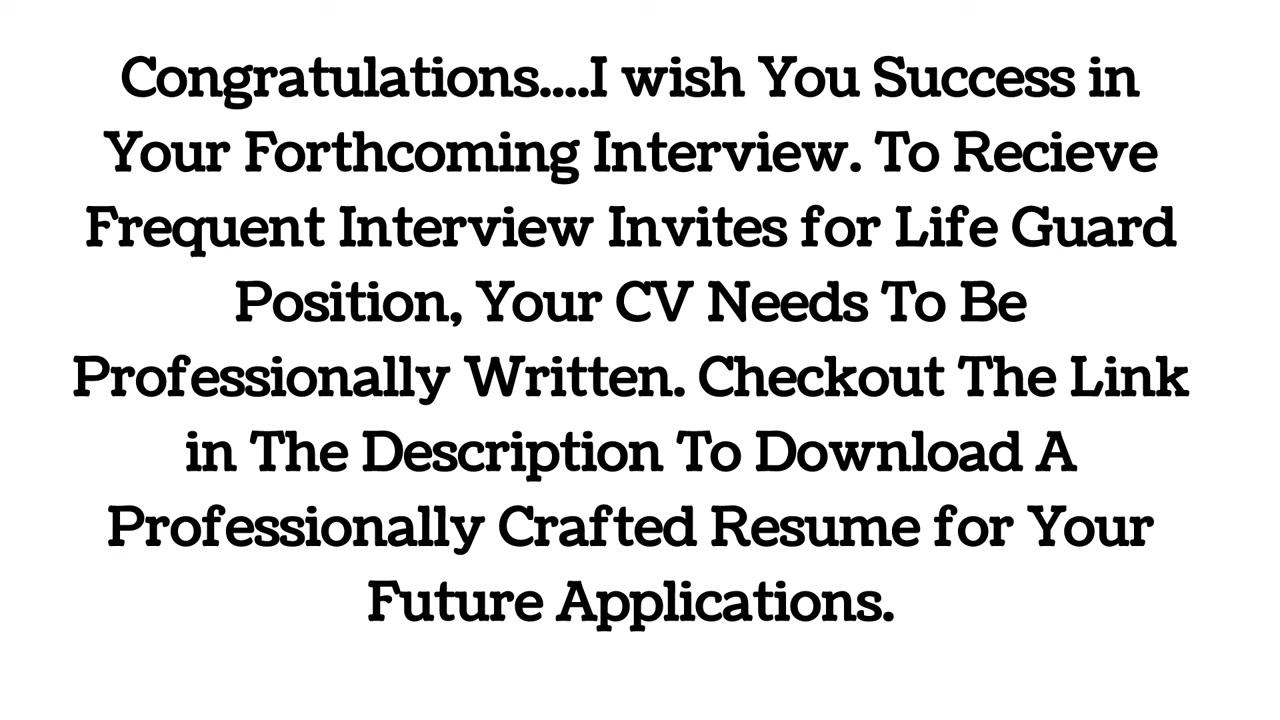 Congratulations....I wish You Success in
Your Forthcoming Interview. To Recieve
Frequent Interview Invites for Life Guard
Position, Your CV Needs To Be
Professionally Written. Checkout The Link
in The Description To Download A
Professionally Crafted Resume for Your
Future Applications.